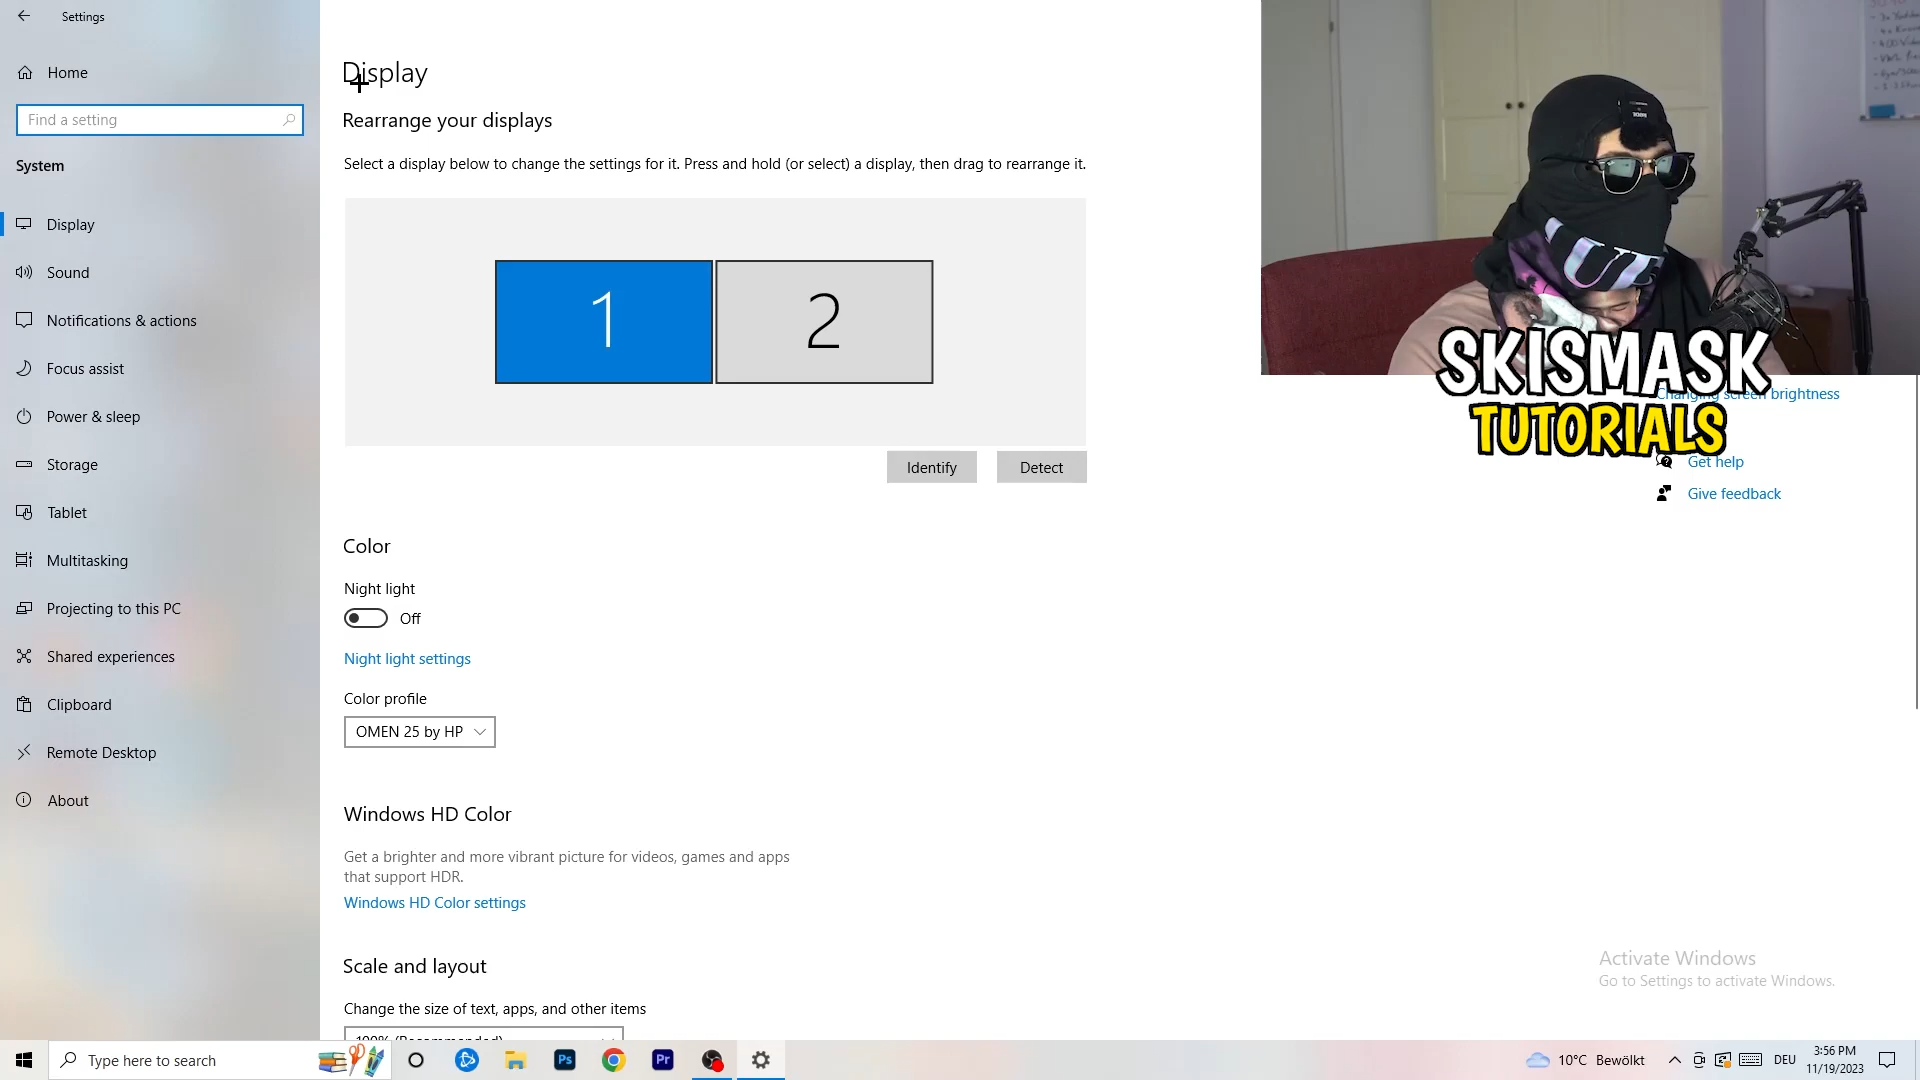 Settings
Home
Find a setting
System
Display
Sound
Notifications & actions
Focus assist
Power & sleep
Storage
Tablet
Multitasking
Projecting to this PC
Shared experiences
Clipboard
Remote Desktop
About
Display
Rearrange your displays
Select a display below to change the settings for it. Press and hold (or select) a display, then drag to rearrange it.
1
2
Identify
Detect
Color
Night light
Off
Night light settings
Color profile
OMEN 25 by HP
Windows HD Color
Get a brighter and more vibrant picture for videos, games and apps
that support HDR.
Windows HD Color settings
Scale and layout
Change the size of text, apps, and other items
100% (Recommended)
SKISMASK
TUTORIALS
Changing screen brightness
Get help
Give feedback
Activate Windows
Go to Settings to activate Windows.
Type here to search
Ps
Pr
10°C Bewölkt
DEU
3:56 PM
11/19/2023